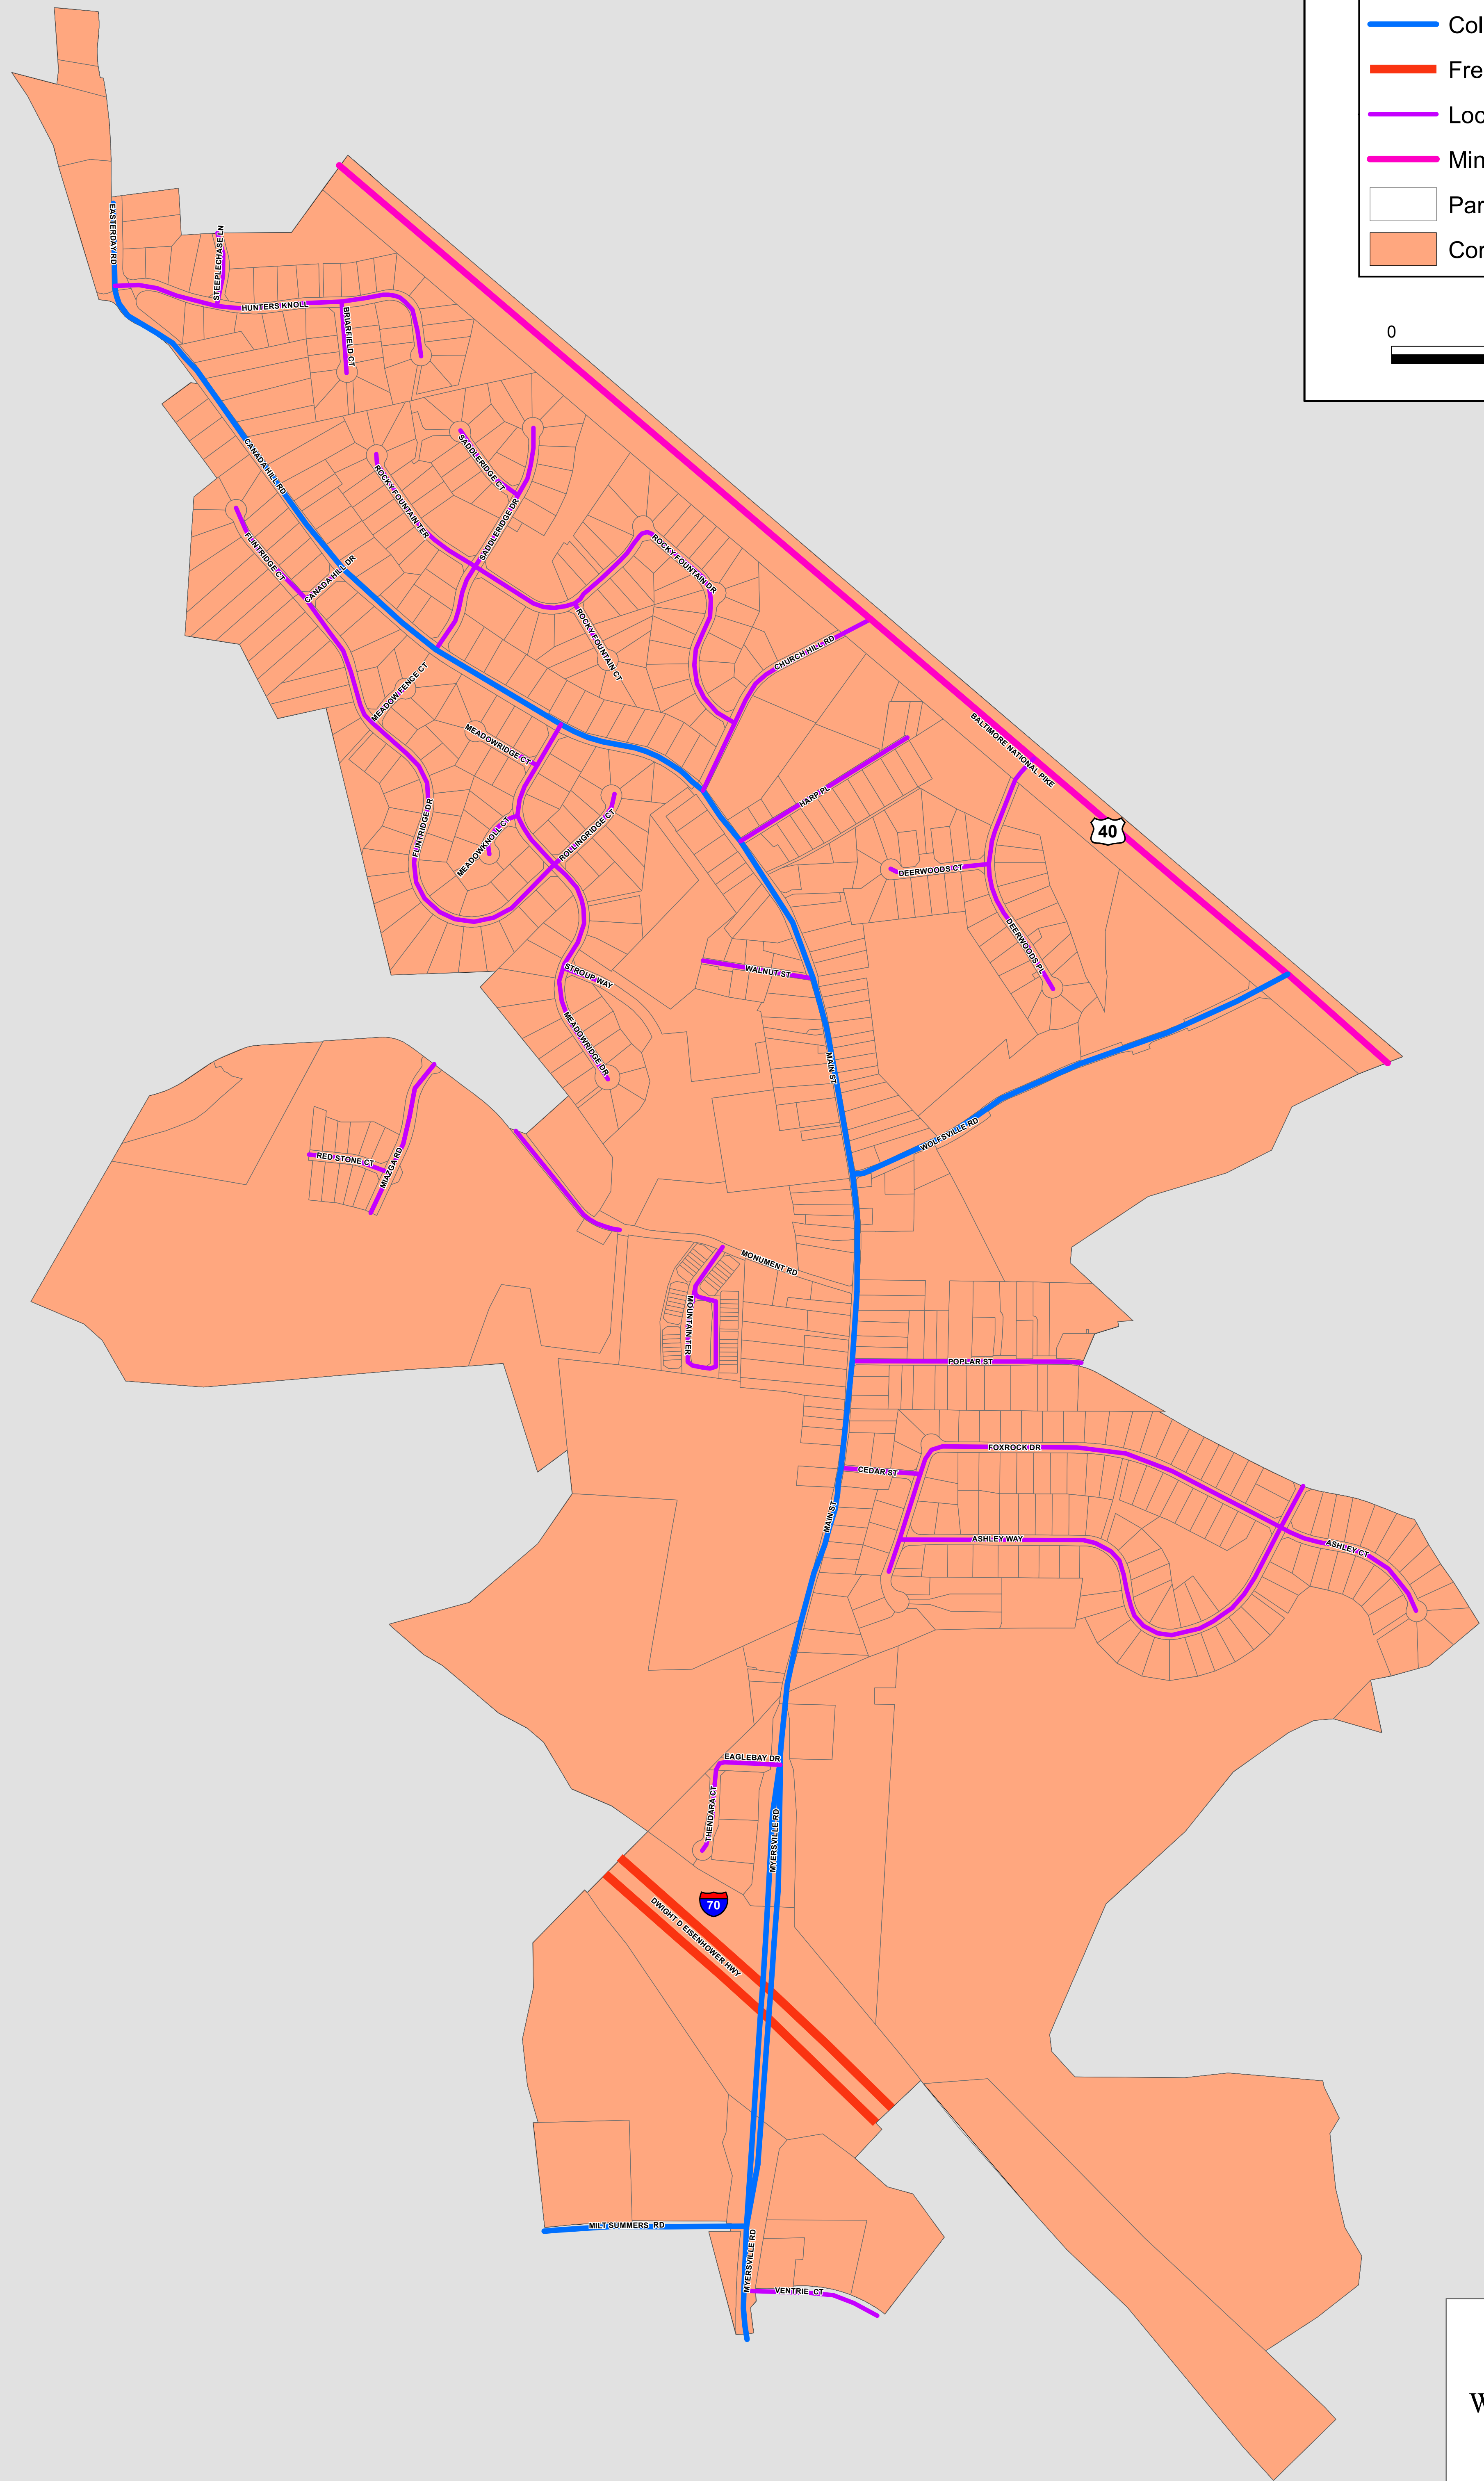 Col
Fre
Loc
Min
Par
Cor
0
EASTERDAY RD
STEEPLECHASE LN
HUNTERS KNOLL
BRIARFIELD CT
CANADA HILL RD
SADDLERIDGE CT
ROCKY FOUNTAIN TER
SADDLERIDGE DR
FLINTRIDGE CT
CANADA HILL DR
ROCKY FOUNTAIN DR
ROCKY FOUNTAIN CT
CHURCH HILL RD
MEADOW FENCE CT
MEADOWRIDGE CT
BALTIMORE NATIONAL PIKE
HARP PL
FLINTRIDGE DR
MEADOWKNOLL CT
ROLLINGRIDGE CT
40
DEERWOODS CT
DEERWOODS PL
WALNUT ST
STROUP WAY
MEADOWRIDGE DR
MAIN ST
WOLFSVILLE RD
RED STONE CT
MIAZGA RD
MONUMENT RD
MOUNTAIN TER
POPLAR ST
FOXROCK DR
CEDAR ST
MAIN ST
ASHLEY WAY
ASHLEY CT
EAGLEBAY DR
THENDARA CT
MYERSVILLE RD
70
DWIGHT D EISENHOWER HWY
MILT SUMMERS RD
MYERSVILLE RD
VENTRIE CT
W